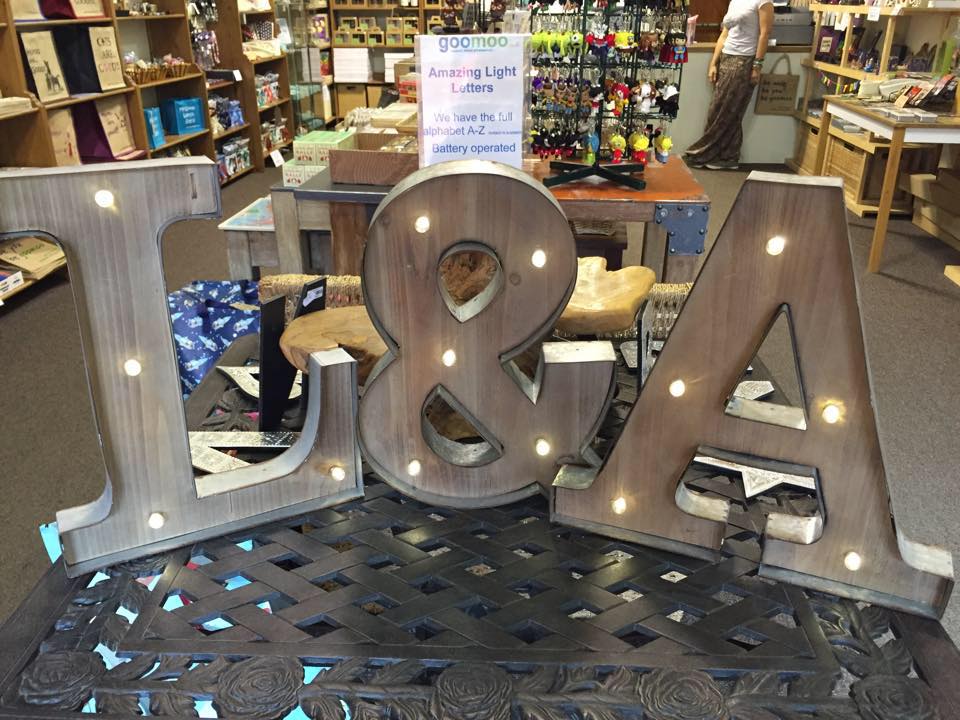 goomoo
Amazing Light
Letters
We have the full
alphabet A-Z
Battery operated
L&A